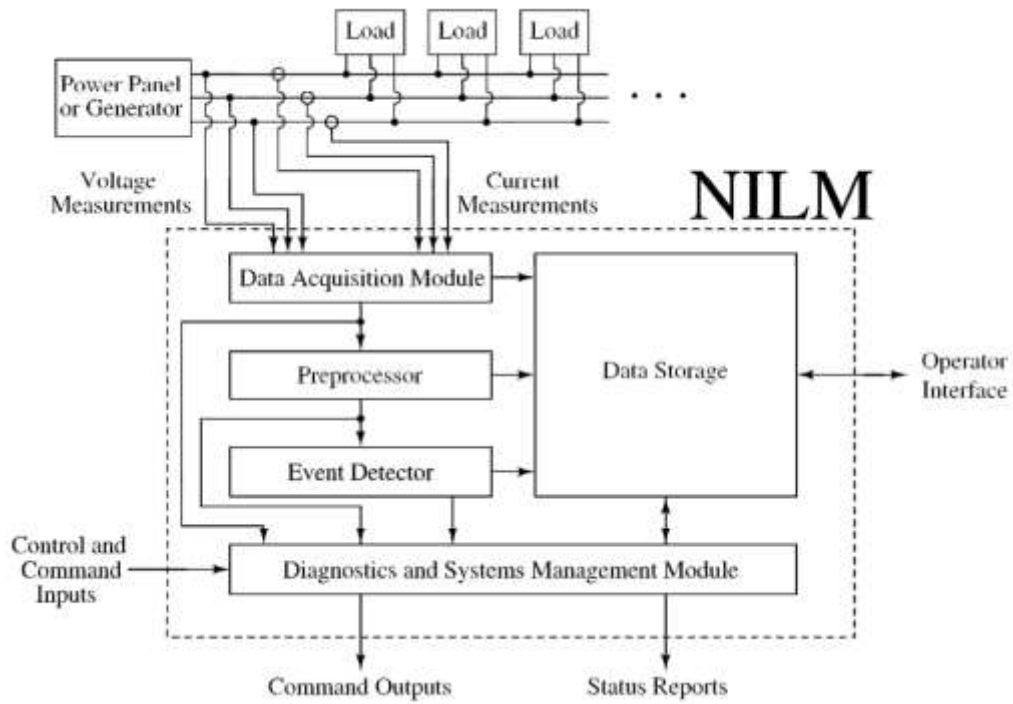 Load
Load
Load
Power Panel
or Generator
. . .
Voltage
Measurements
Current
Measurements
NILM
Data Acquisition Module
Preprocessor
Data Storage
Operator
Interface
Event Detector
Control and
Command
Inputs
Diagnostics and Systems Management Module
Command Outputs
Status Reports